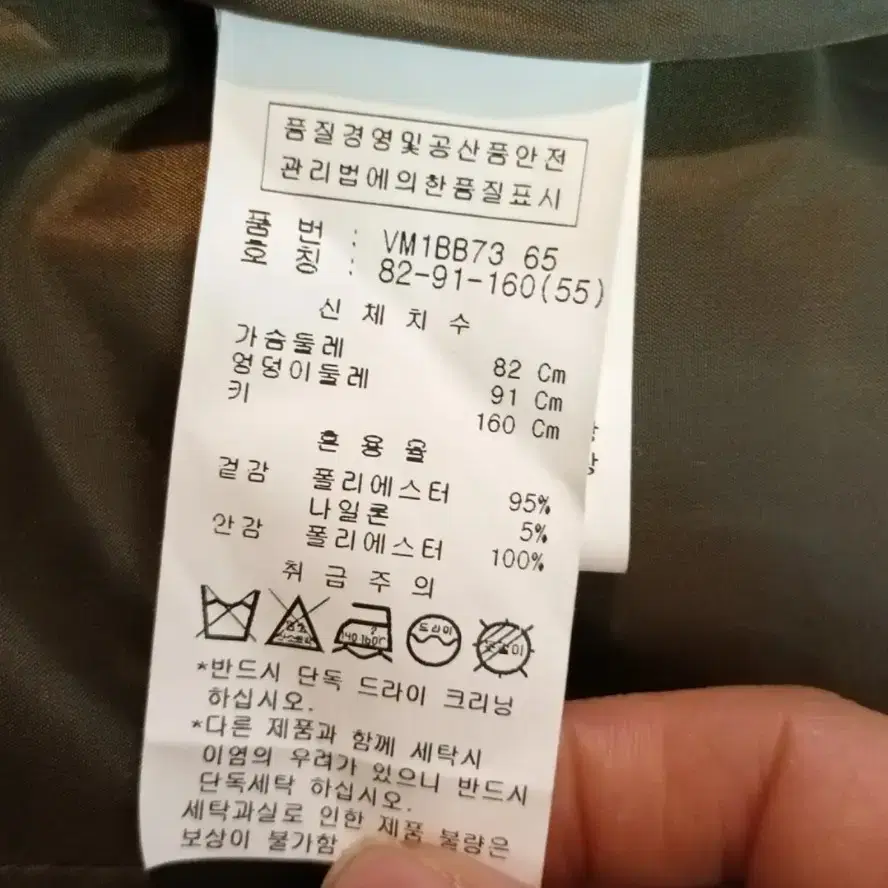 품질경영및공산품안전
관리법에의한품질표시
품 번 : VM1BB73 65
호 칭 : 82-91-160(55)
신 체 치 수
가슴둘레 82 Cm
엉덩이둘레 91 Cm
키 160 Cm
혼 용 율
겉감 폴리에스터 95%
나일론 5%
안감 폴리에스터 100%
취 급 주 의
140-160℃ 드라이
*반드시 단독 드라이 크리닝
하십시오.
*다른 제품과 함께 세탁시
이염의 우려가 있으니 반드시
단독세탁 하십시오.
세탁과실로 인한 제품 불량은
보상이 불가함